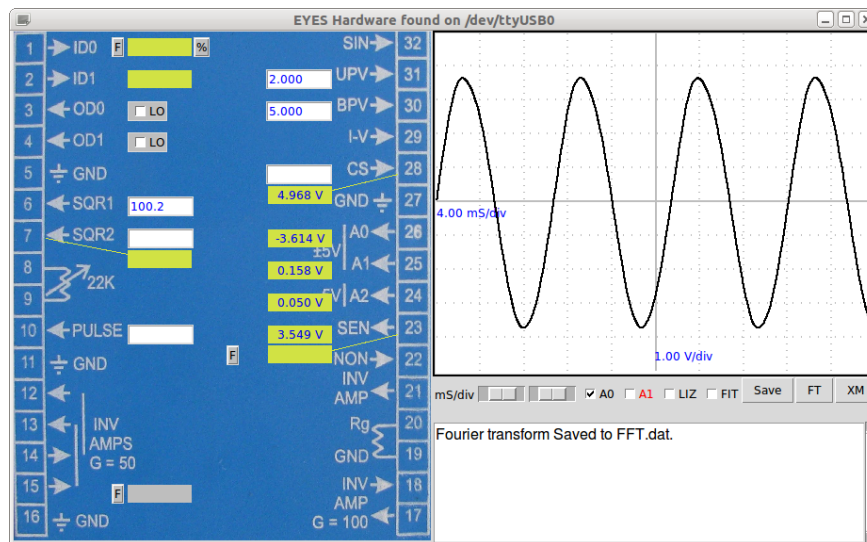 EYES Hardware found on /dev/ttyUSB0
1 ID0 F %
2 ID1
3 OD0 LO
4 OD1 LO
5 GND
6 SQR1 100.2
7 SQR2
8
22K
9
10 PULSE
11 GND
F
12
13 INV
AMPS
14 G = 50
15 F
16 GND
SIN 32
2.000 UPV 31
5.000 BPV 30
I-V 29
CS 28
4.968 V GND 27
-3.614 V A0 26
±5V
0.158 V A1 25
0.050 V 5V A2 24
3.549 V SEN 23
NON 22
INV
AMP 21
Rg 20
GND 19
INV 18
AMP
G = 100 17
4.00 mS/div
1.00 V/div
mS/div A0 A1 LIZ FIT Save FT XM
Fourier transform Saved to FFT.dat.